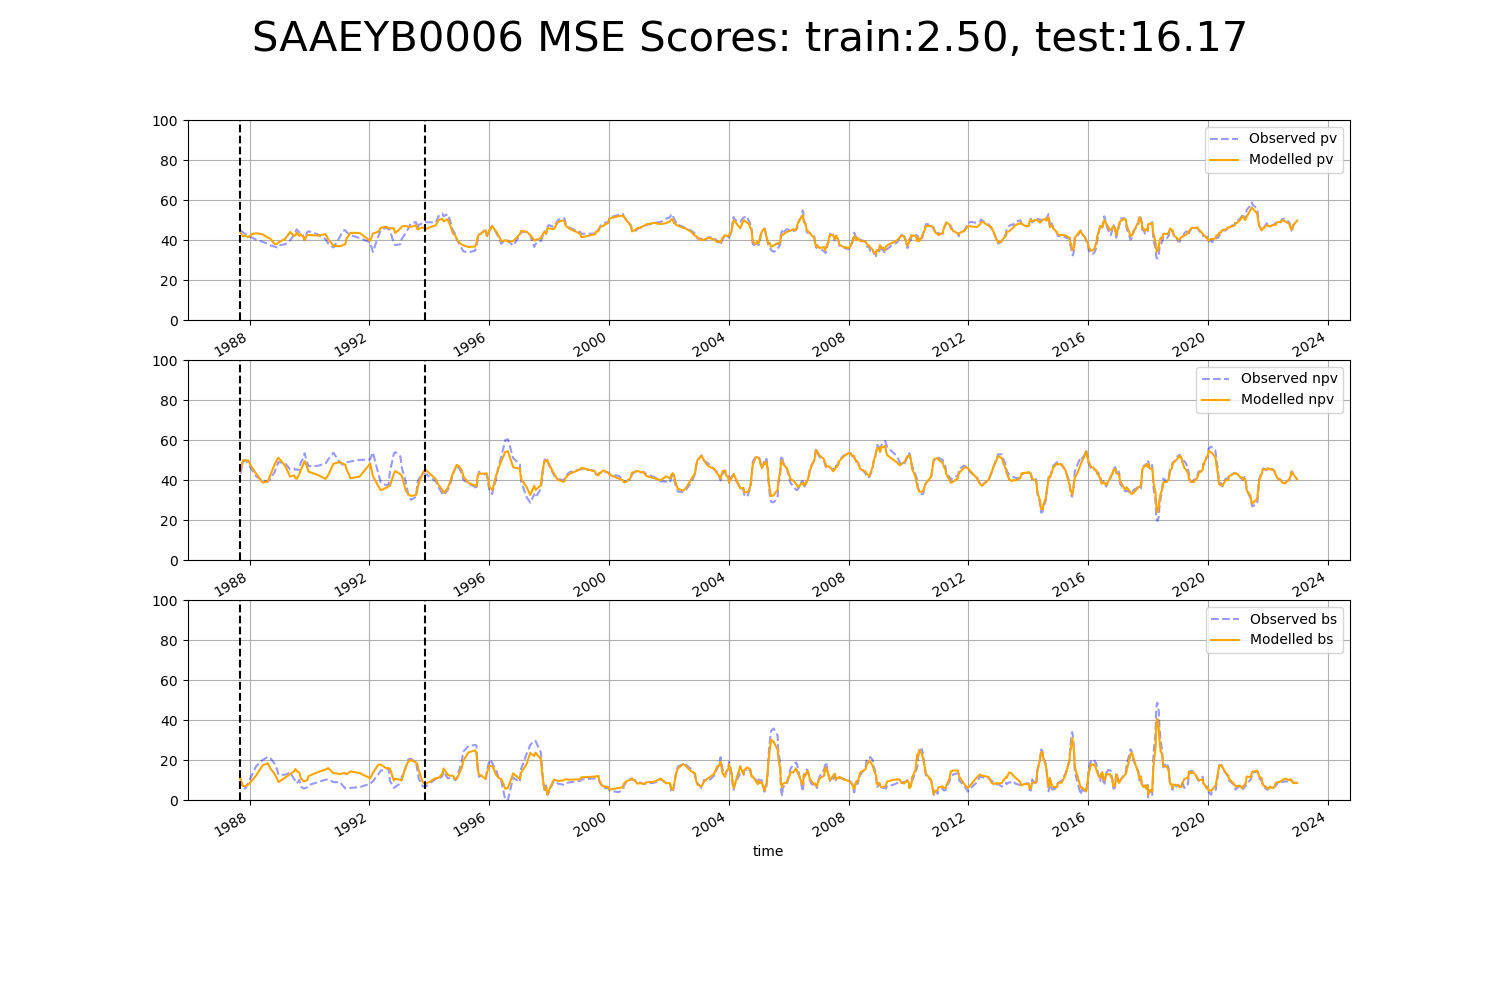 SAAEYB0006 MSE Scores: train:2.50, test:16.17
100
80
60
40
20
0
Observed pv
Modelled pv
1988 1992 1996 2000 2004 2008 2012 2016 2020 2024
100
80
60
40
20
0
Observed npv
Modelled npv
1988 1992 1996 2000 2004 2008 2012 2016 2020 2024
100
80
60
40
20
0
Observed bs
Modelled bs
1988 1992 1996 2000 2004 2008 2012 2016 2020 2024
time